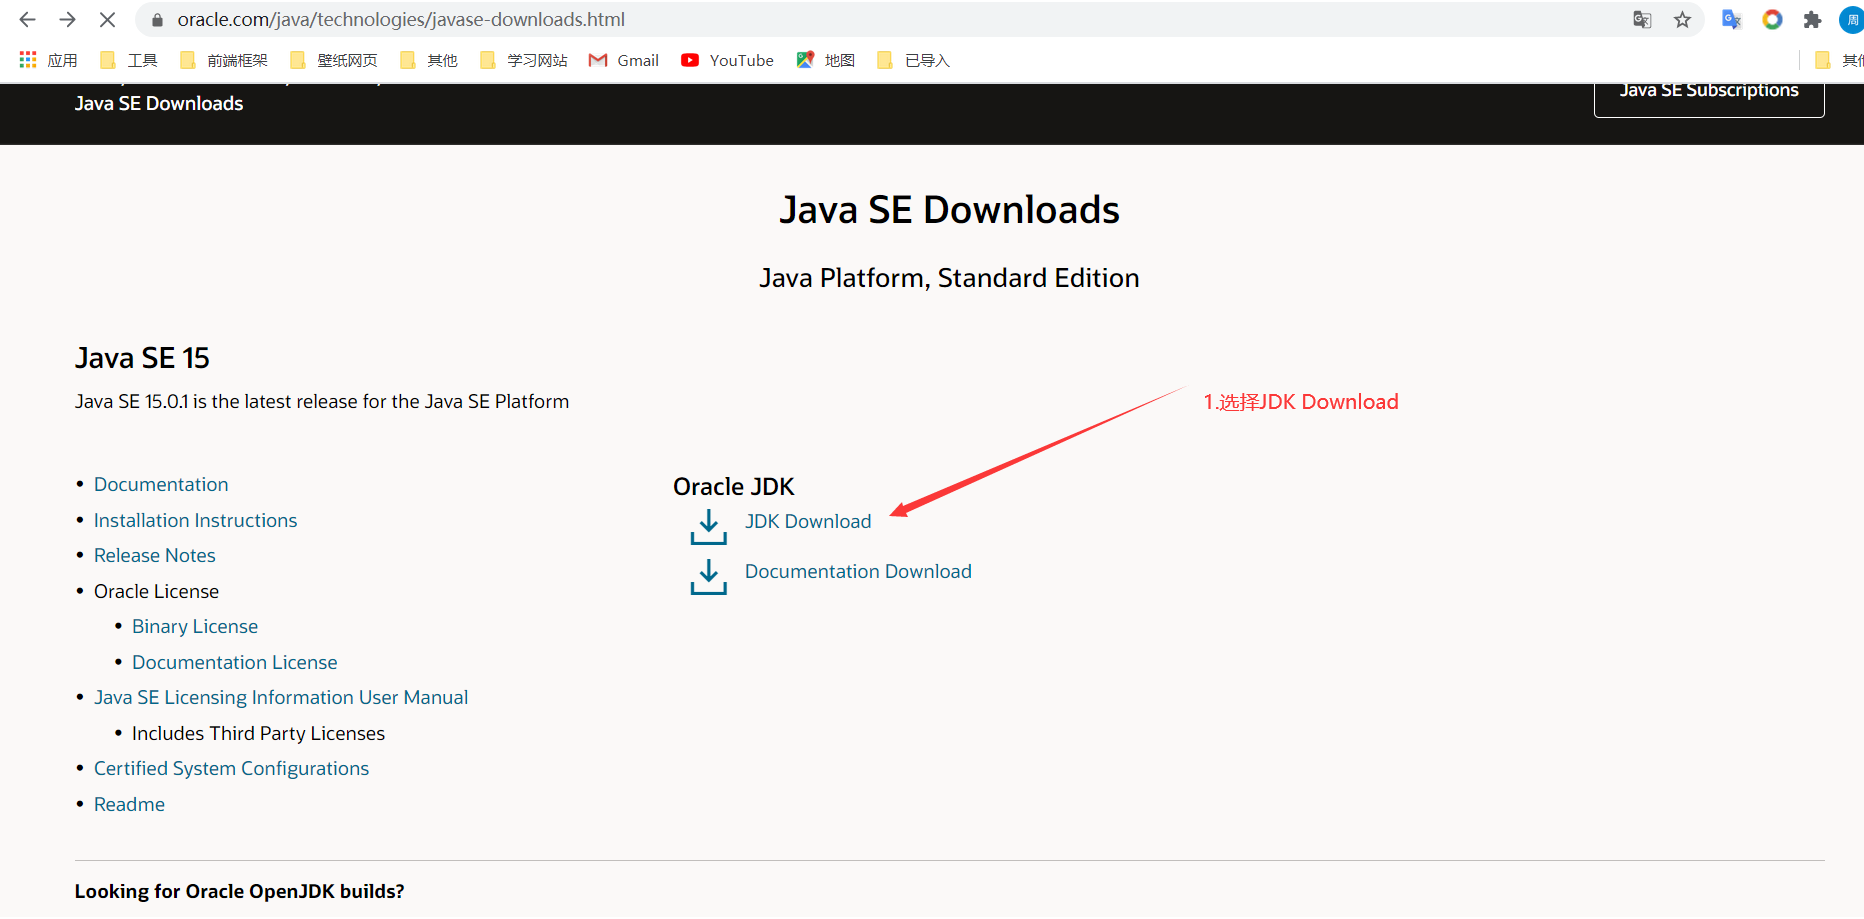 oracle.com/java/technologies/javase-downloads.html
周
应用 工具 前端框架 壁纸网页 其他 学习网站 Gmail YouTube 地图 已导入
Java SE Downloads
Java SE Subscriptions
Java SE Downloads
Java Platform, Standard Edition
Java SE 15
Java SE 15.0.1 is the latest release for the Java SE Platform
1.选择JDK Download
Documentation
Installation Instructions
Release Notes
Oracle License
Binary License
Documentation License
Java SE Licensing Information User Manual
Includes Third Party Licenses
Certified System Configurations
Readme
Oracle JDK
JDK Download
Documentation Download
Looking for Oracle OpenJDK builds?